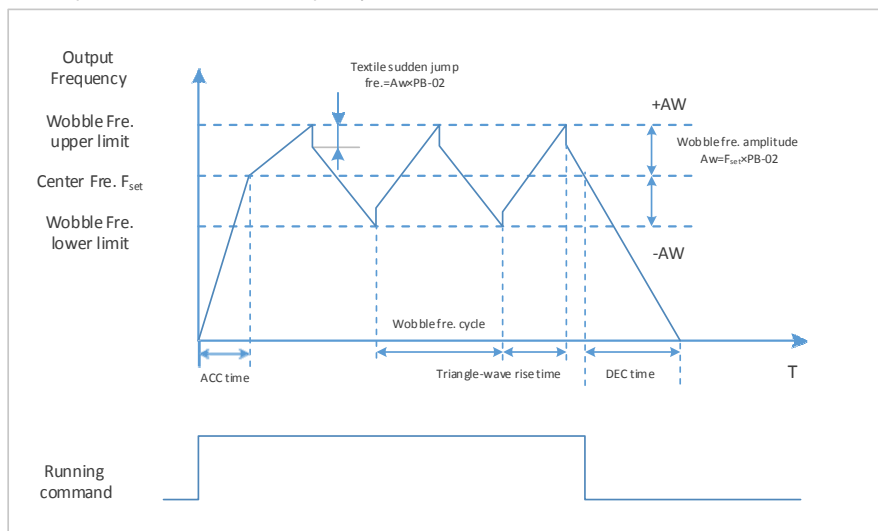 Output
Frequency
Textile sudden jump
fre.=Aw×PB-02
+AW
Wobble Fre.
upper limit
Wobble fre. amplitude
Aw=Fset×PB-02
Center Fre. Fset
Wobble Fre.
lower limit
-AW
Wobble fre. cycle
ACC time
Triangle-wave rise time
DEC time
T
Running
command